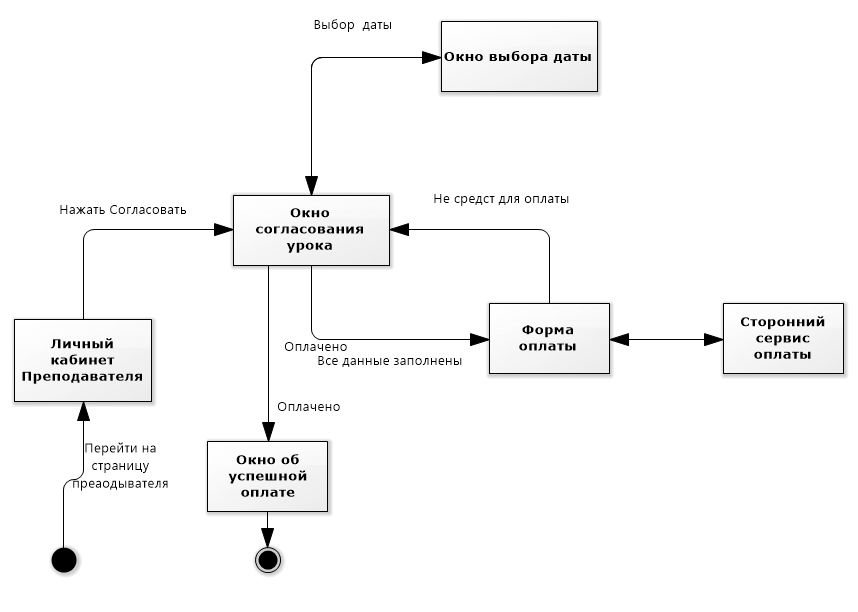 Выбор даты
Окно выбора даты
Не средст для оплаты
Нажать Согласовать
Окно
согласования
урока
Личный
кабинет
Преподавателя
Форма
оплаты
Сторонний
сервис
оплаты
Оплачено
Все данные заполнены
Оплачено
Перейти на
страницу
преаодывателя
Окно об
успешной
оплате